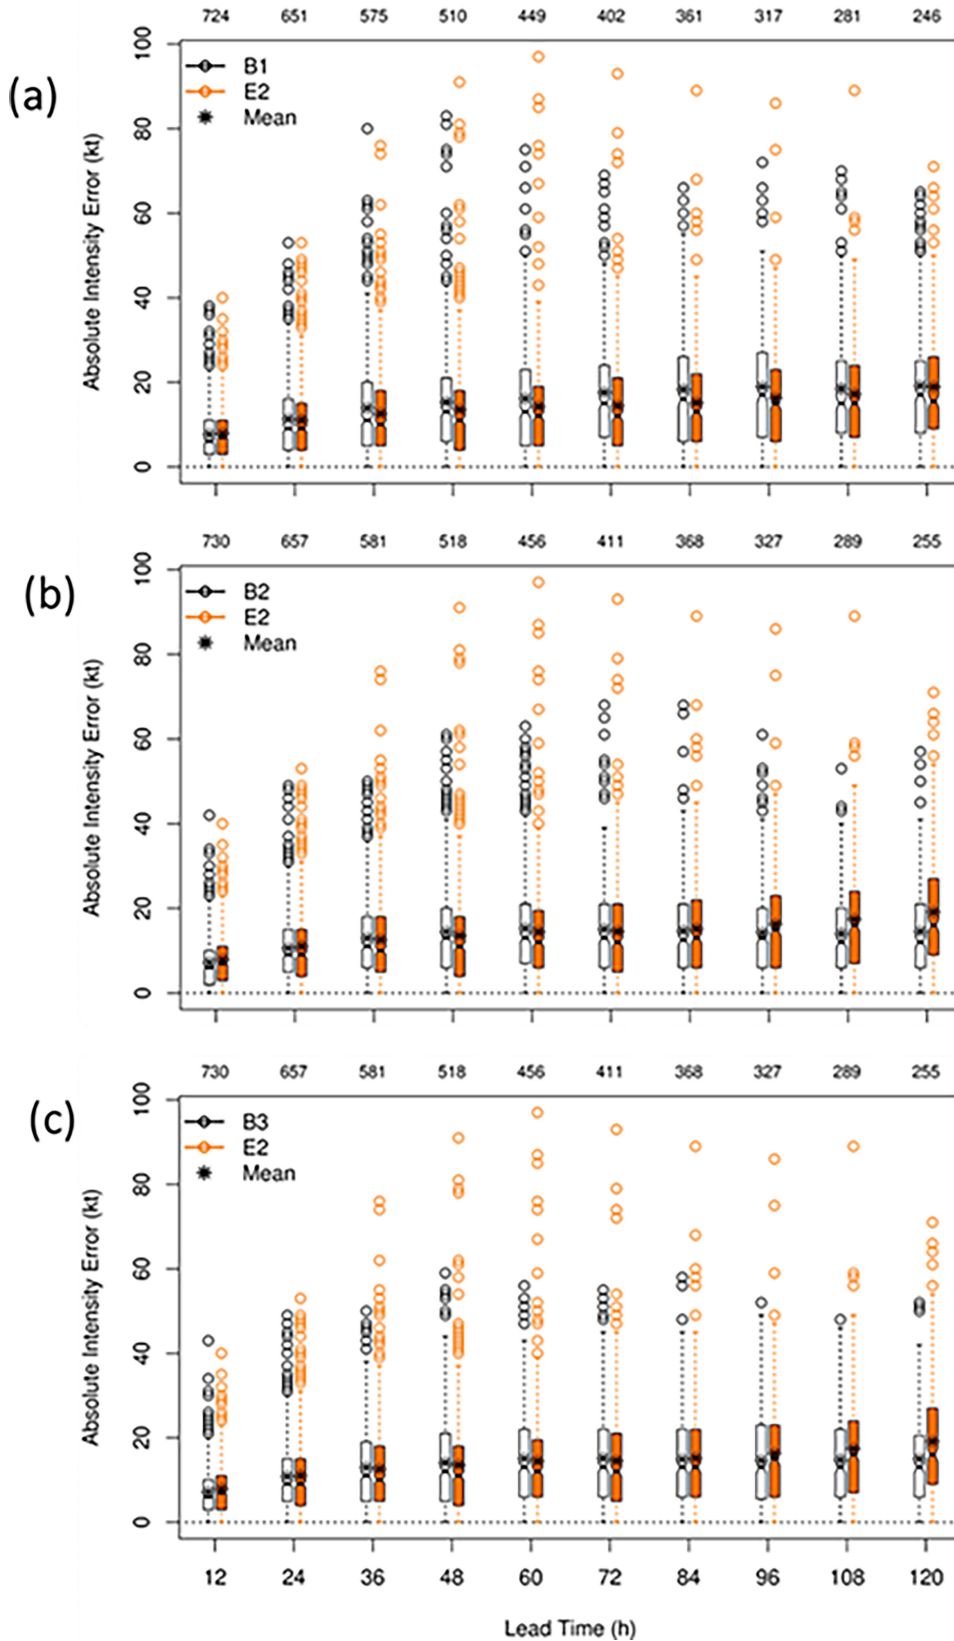 724 651 575 510 449 402 361 317 281 246
(a)
Absolute Intensity Error (kt)
100
80
60
40
20
0
B1
E2
Mean
730 657 581 518 456 411 368 327 289 255
(b)
Absolute Intensity Error (kt)
100
80
60
40
20
0
B2
E2
Mean
730 657 581 518 456 411 368 327 289 255
(c)
Absolute Intensity Error (kt)
100
80
60
40
20
0
B3
E2
Mean
12 24 36 48 60 72 84 96 108 120
Lead Time (h)